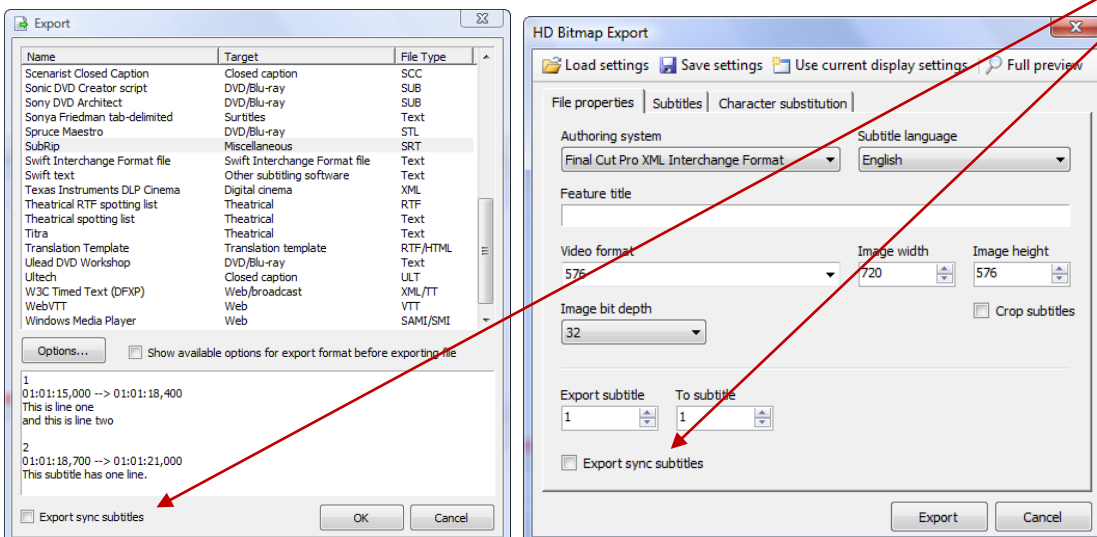 Export
Name Target File Type
Scenarist Closed Caption Closed caption SCC
Sonic DVD Creator script DVD/Blu-ray SUB
Sony DVD Architect DVD/Blu-ray SUB
Sonya Friedman tab-delimited Surtitles Text
Spruce Maestro DVD/Blu-ray STL
SubRip Miscellaneous SRT
Swift Interchange Format file Swift Interchange Format file Text
Swift text Other subtitling software Text
Texas Instruments DLP Cinema Digital cinema XML
Theatrical RTF spotting list Theatrical RTF
Theatrical spotting list Theatrical Text
Titra Theatrical Text
Translation Template Translation template RTF/HTML
Ulead DVD Workshop DVD/Blu-ray Text
Ultech Closed caption ULT
W3C Timed Text (DFXP) Web/broadcast XML/TT
WebVTT Web VTT
Windows Media Player Web SAMI/SMI
Options... Show available options for export format before exporting file
1
01:01:15,000 --> 01:01:18,400
This is line one
and this is line two
2
01:01:18,700 --> 01:01:21,000
This subtitle has one line.
Export sync subtitles OK Cancel
HD Bitmap Export
Load settings Save settings Use current display settings Full preview
File properties Subtitles Character substitution
Authoring system Subtitle language
Final Cut Pro XML Interchange Format English
Feature title
Video format Image width Image height
576 720 576
Image bit depth Crop subtitles
32
Export subtitle To subtitle
1 1
Export sync subtitles
Export Cancel